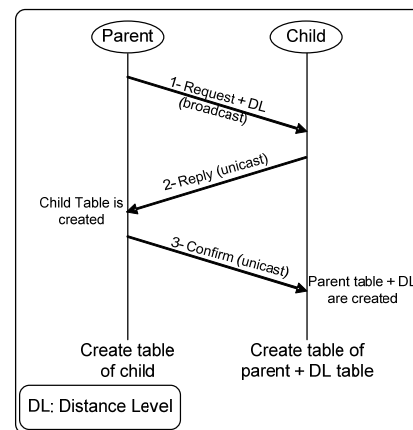 Parent
Child
1- Request + DL
(broadcast)
2- Reply (unicast)
Child Table is
created
3- Confirm (unicast)
Parent table + DL
are created
Create table
of child
Create table of
parent + DL table
DL: Distance Level